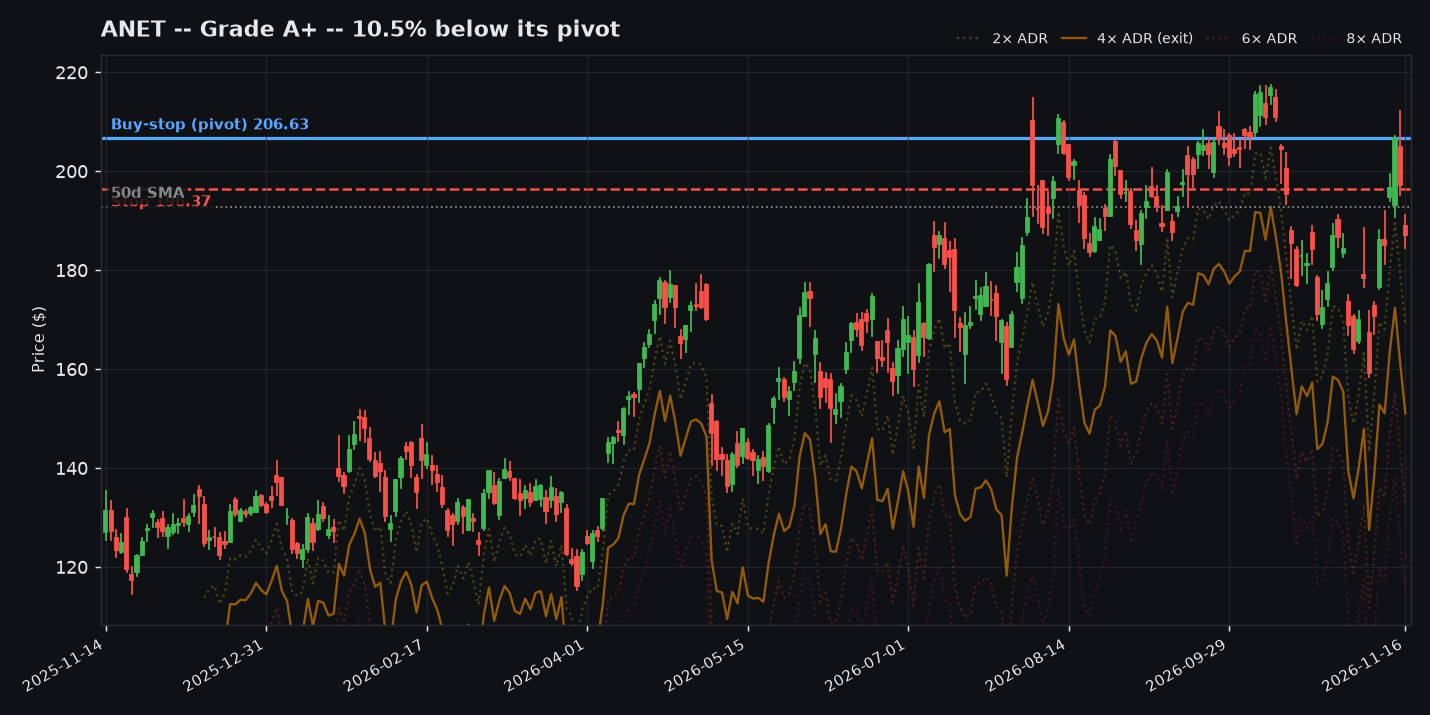 ANET -- Grade A+ -- 10.5% below its pivot
2× ADR
4× ADR (exit)
6× ADR
8× ADR
220
Buy-stop (pivot) 206.63
200
50d SMA
Stop 196.37
180
160
140
120
Price ($)
2025-11-14
2025-12-31
2026-02-17
2026-04-01
2026-05-15
2026-07-01
2026-08-14
2026-09-29
2026-11-16